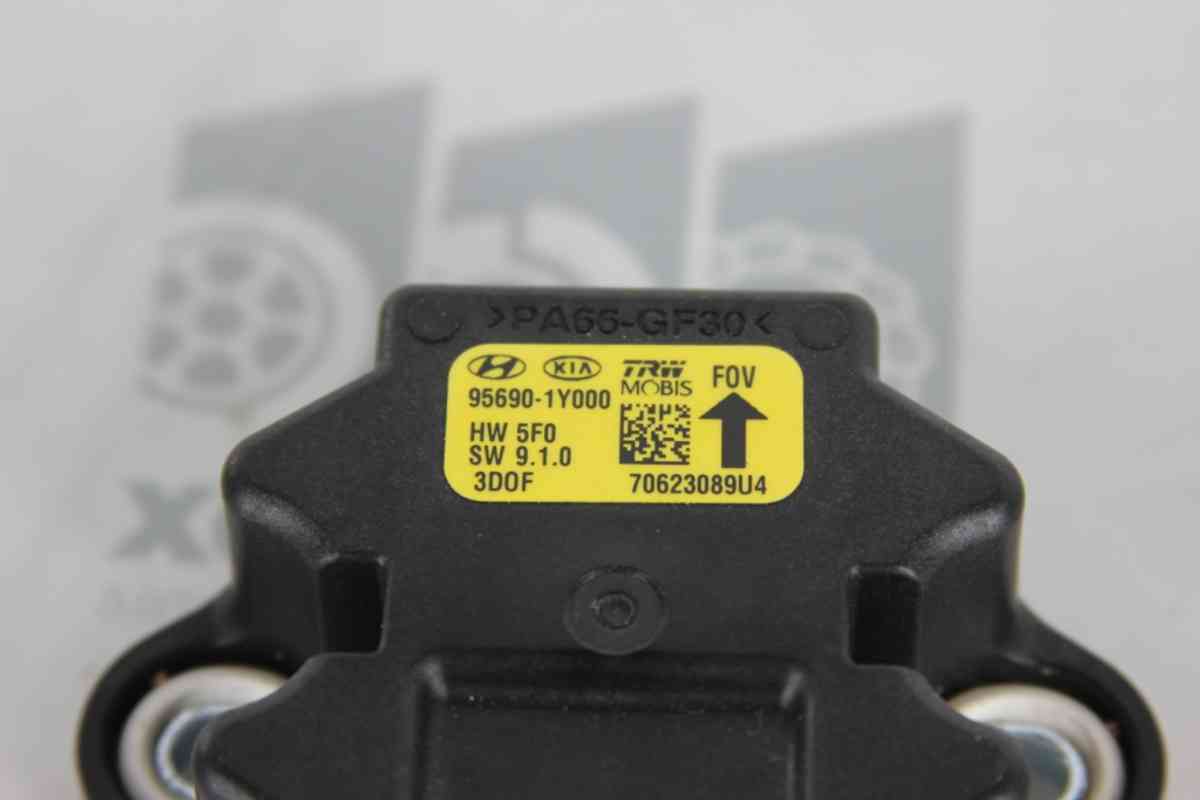 >PA66-GF30<
KIA TRW
MOBIS FOV
95690-1Y000
HW 5F0
SW 9.1.0
3DOF 70623089U4